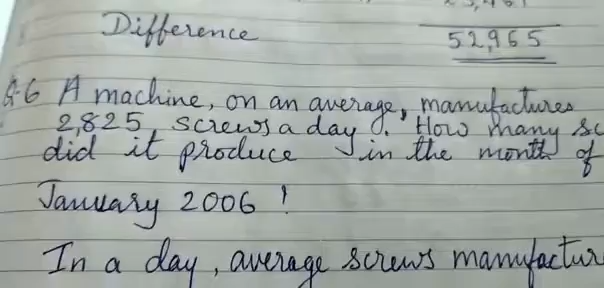 Difference 52,965
Q.6 A machine, on an average, manufactures
2,825 screws a day. How many sc
did it produce in the month of
January 2006 ?
In a day, average screws manufactur